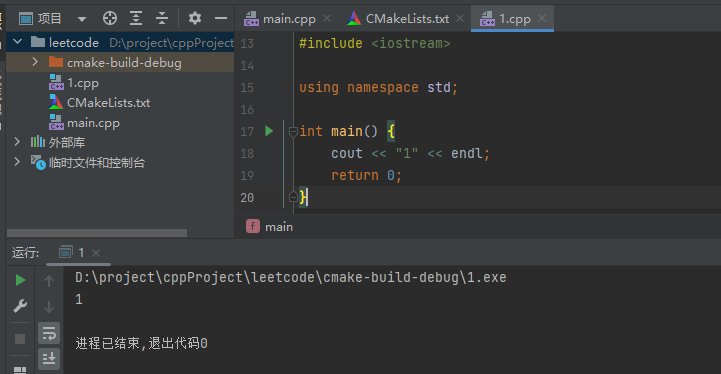 项目
main.cpp
CMakeLists.txt
1.cpp
leetcode D:\project\cppProject
cmake-build-debug
1.cpp
CMakeLists.txt
main.cpp
外部库
临时文件和控制台
13 #include <iostream>
14
15 using namespace std;
16
17 int main() {
18 cout << "1" << endl;
19 return 0;
20 }
f main
运行: 1
D:\project\cppProject\leetcode\cmake-build-debug\1.exe
1
进程已结束,退出代码0